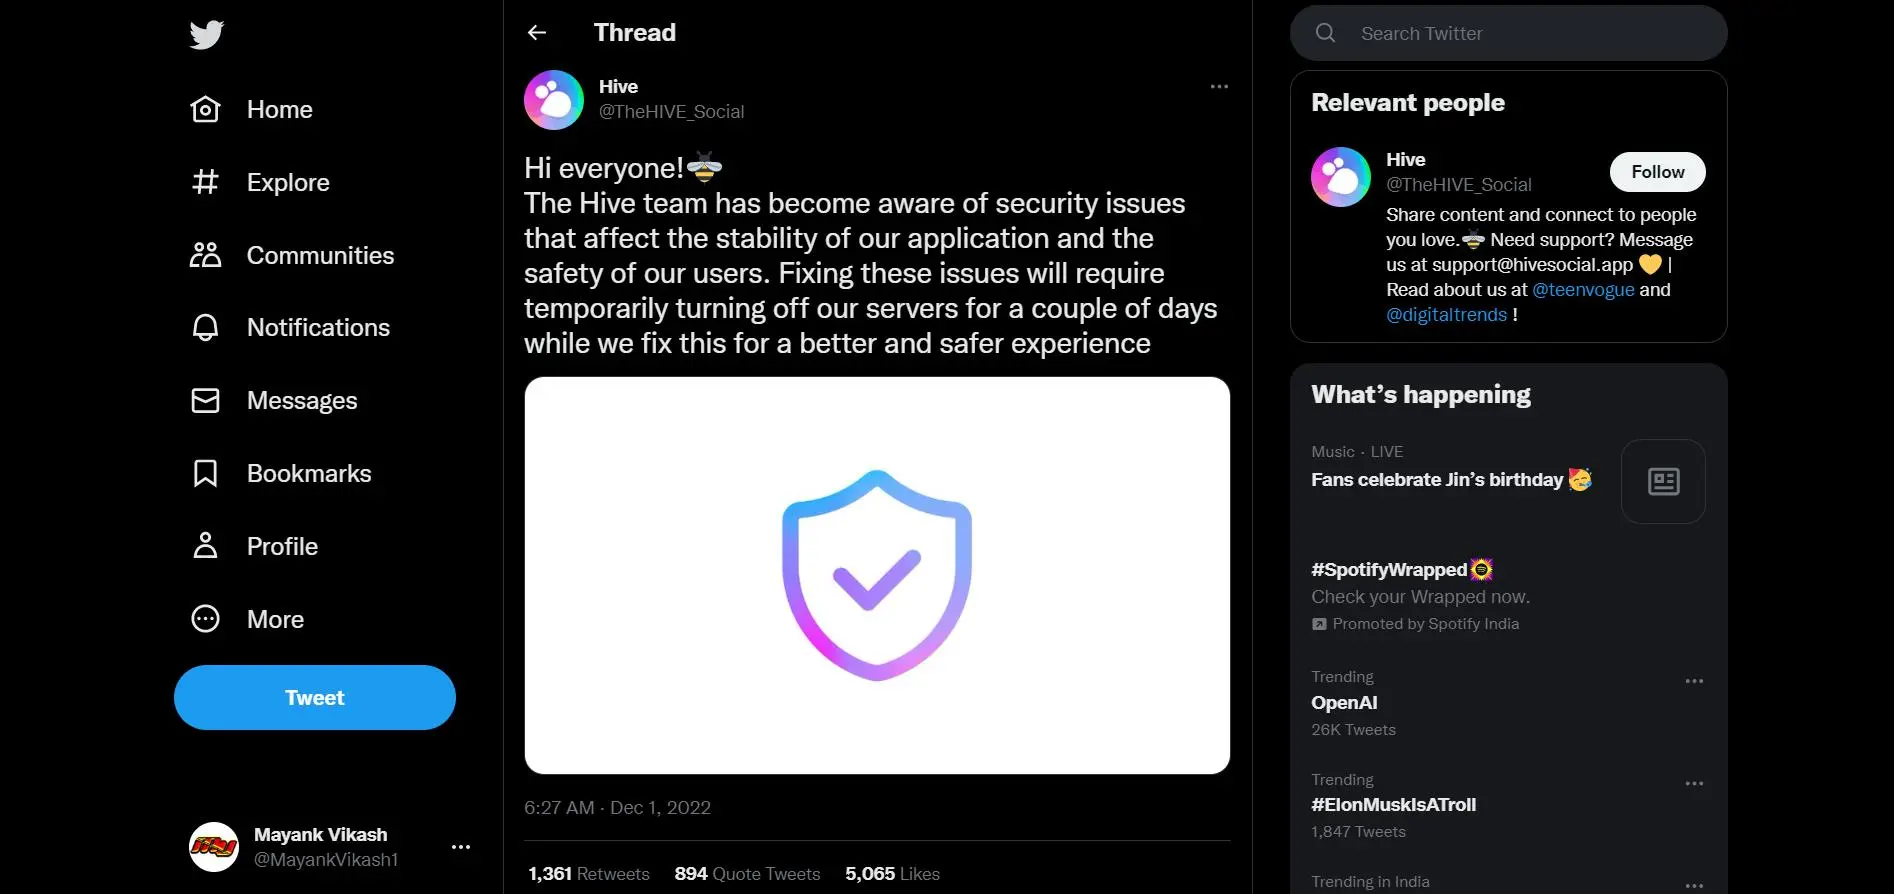 Home
Explore
Communities
Notifications
Messages
Bookmarks
Profile
More
Tweet
Mayank Vikash
@MayankVikash1
Thread
Hive
@TheHIVE_Social
Hi everyone!🐝
The Hive team has become aware of security issues
that affect the stability of our application and the
safety of our users. Fixing these issues will require
temporarily turning off our servers for a couple of days
while we fix this for a better and safer experience
6:27 AM · Dec 1, 2022
1,361 Retweets 894 Quote Tweets 5,065 Likes
Search Twitter
Relevant people
Hive
@TheHIVE_Social
Follow
Share content and connect to people
you love.🐝 Need support? Message
us at support@hivesocial.app 💛 |
Read about us at @teenvogue and
@digitaltrends !
What’s happening
Music · LIVE
Fans celebrate Jin’s birthday 🥳
#SpotifyWrapped
Check your Wrapped now.
Promoted by Spotify India
Trending
OpenAI
26K Tweets
Trending
#ElonMuskIsATroll
1,847 Tweets
Trending in India